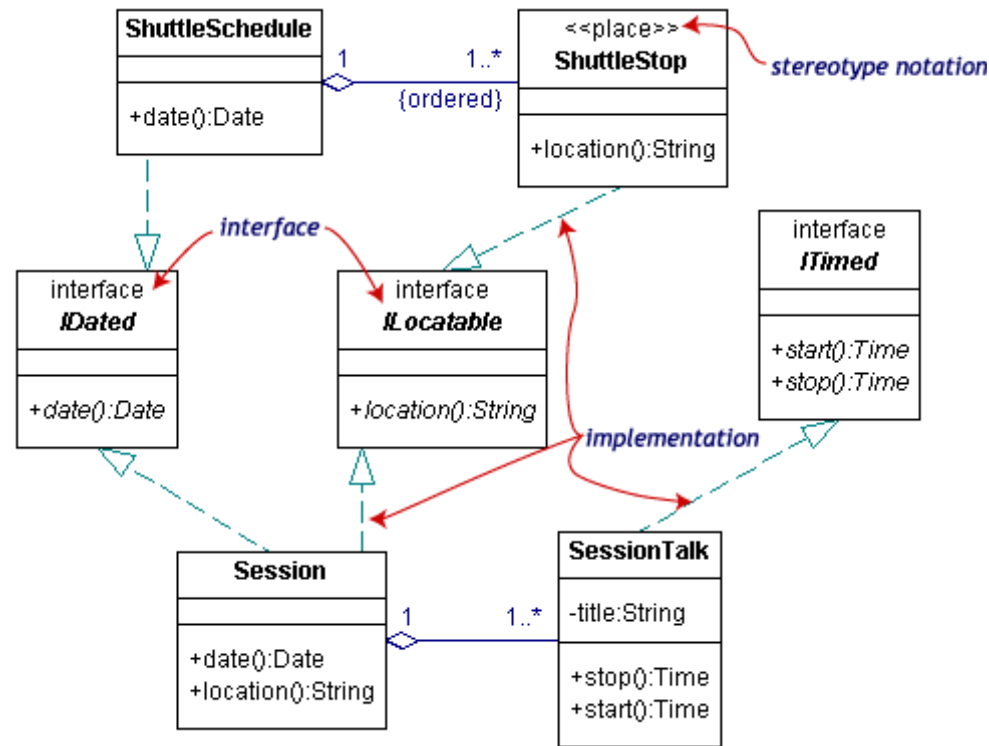 ShuttleSchedule
+date():Date
1
1..*
{ordered}
<<place>>
ShuttleStop
+location():String
stereotype notation
interface
interface
IDated
+date():Date
interface
ILocatable
+location():String
interface
ITimed
+start():Time
+stop():Time
implementation
Session
+date():Date
+location():String
1
1..*
SessionTalk
-title:String
+stop():Time
+start():Time